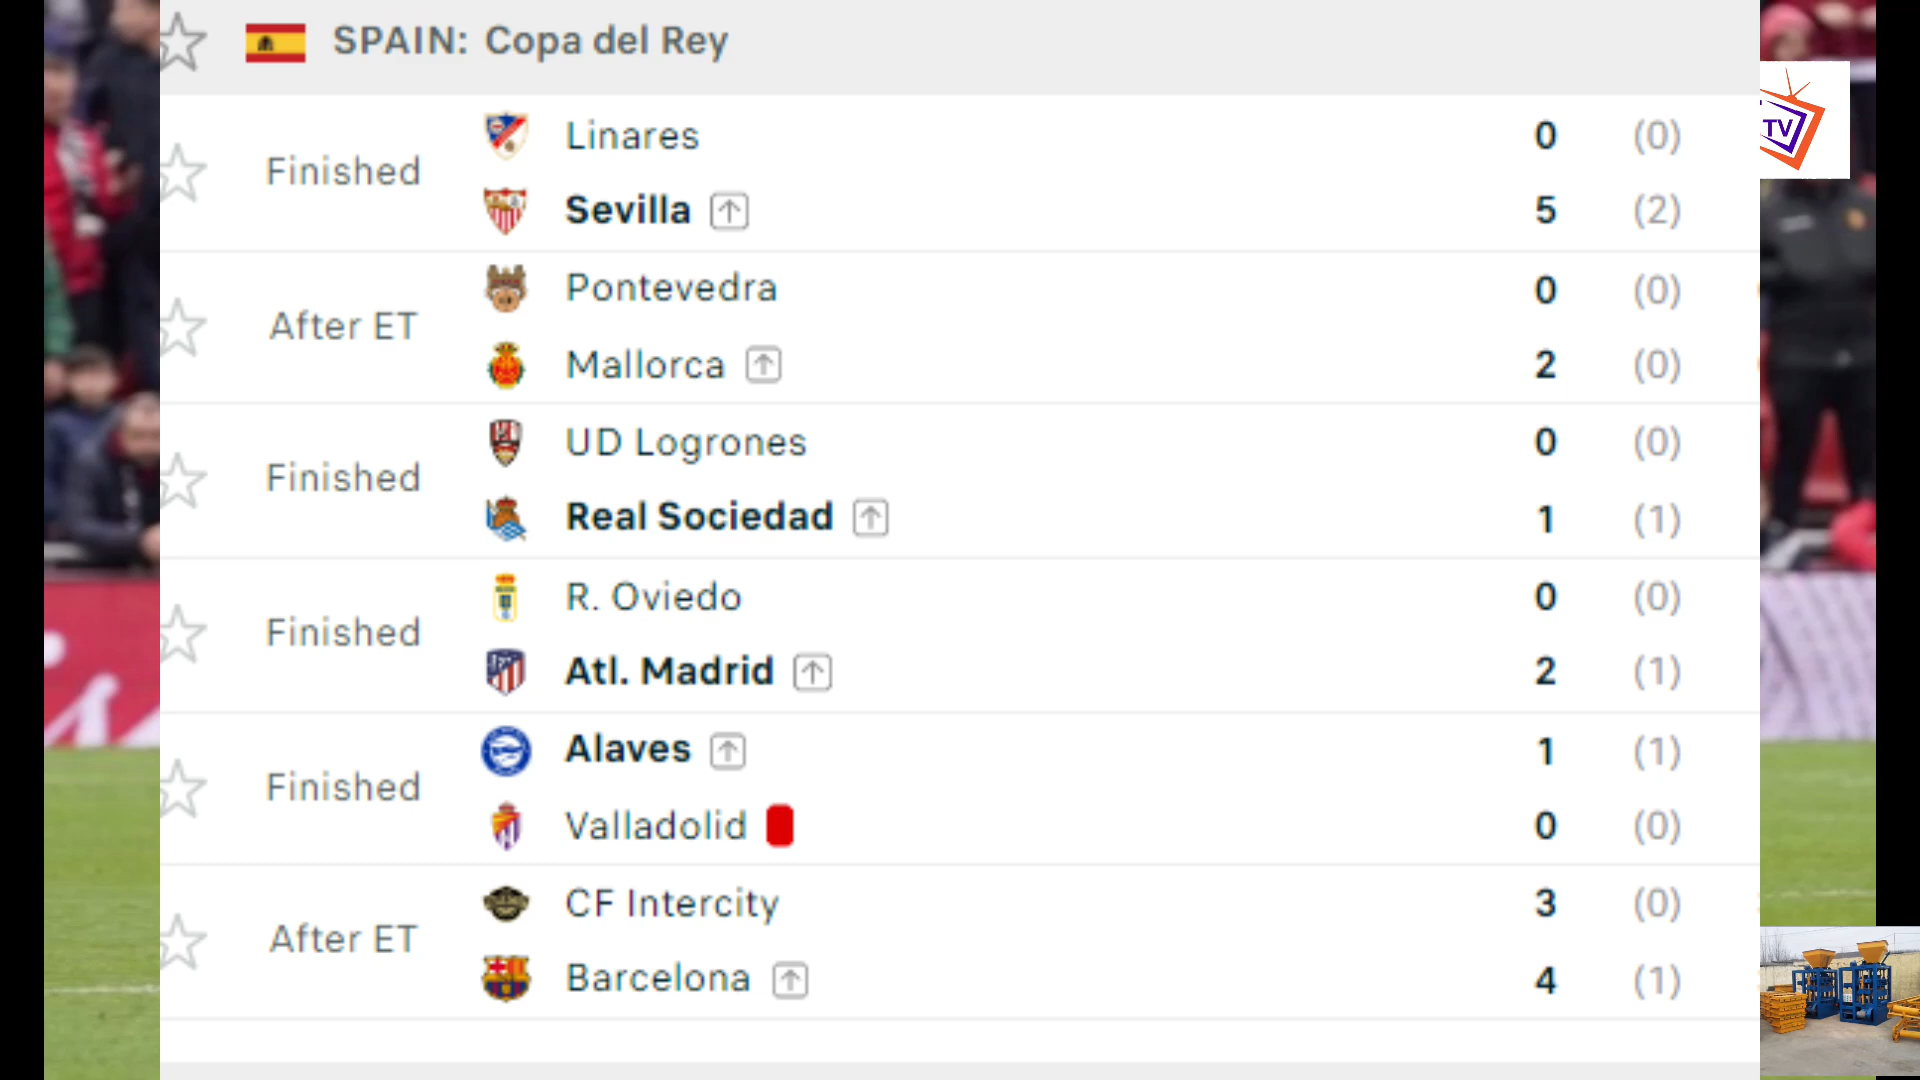 SPAIN: Copa del Rey
Finished
Linares 0 (0)
Sevilla 5 (2)
After ET
Pontevedra 0 (0)
Mallorca 2 (0)
Finished
UD Logrones 0 (0)
Real Sociedad 1 (1)
Finished
R. Oviedo 0 (0)
Atl. Madrid 2 (1)
Finished
Alaves 1 (1)
Valladolid 0 (0)
After ET
CF Intercity 3 (0)
Barcelona 4 (1)
TV